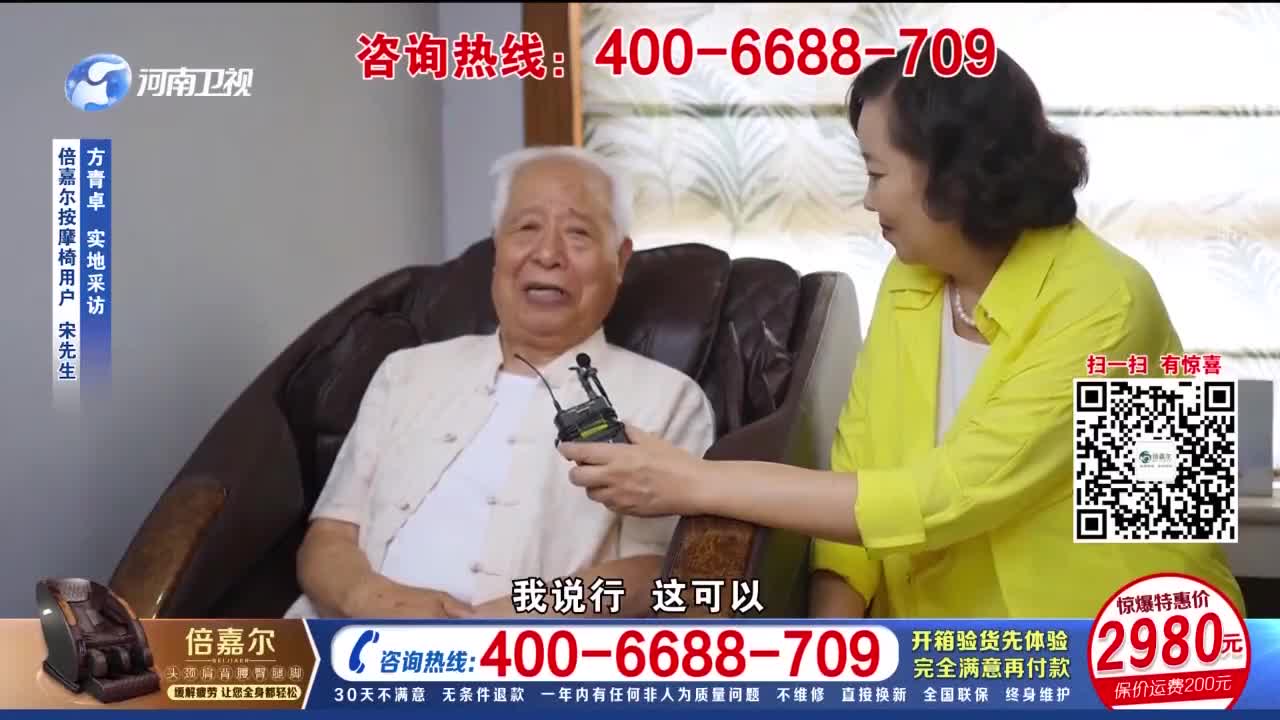 咨询热线：400-6688-709
河南卫视
方青卓 实地采访
倍嘉尔按摩椅用户 宋先生
扫一扫 有惊喜
倍嘉尔
我说行 这可以
倍嘉尔
BEIJIAER
头颈肩背腰臀腿脚
缓解疲劳 让您全身都轻松
咨询热线:400-6688-709
开箱验货先体验
完全满意再付款
30天不满意 无条件退款 一年内有任何非人为质量问题 不维修 直接换新 全国联保 终身维护
惊爆特惠价
2980元
保价运费200元